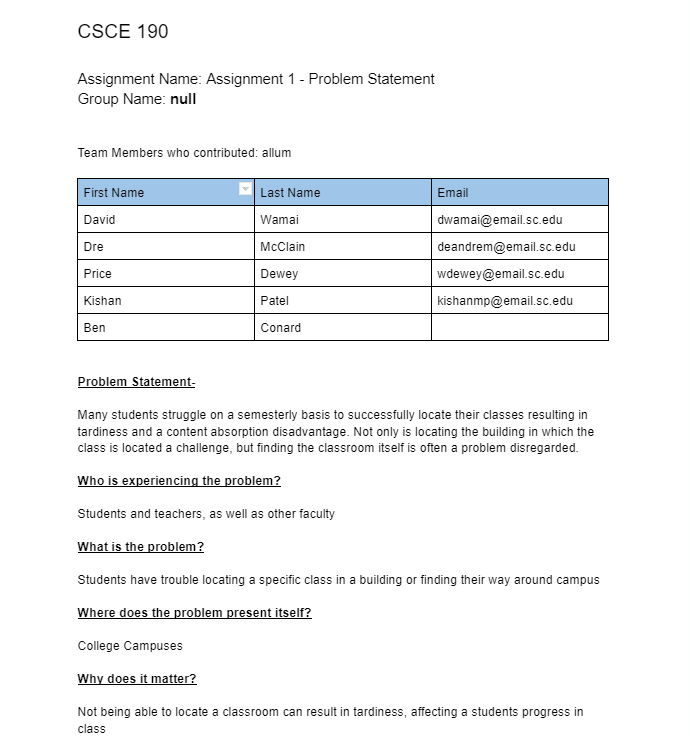 CSCE 190
Assignment Name: Assignment 1 - Problem Statement
Group Name: null
Team Members who contributed: allum
First Name Last Name Email
David Wamai dwamai@email.sc.edu
Dre McClain deandrem@email.sc.edu
Price Dewey wdewey@email.sc.edu
Kishan Patel kishanmp@email.sc.edu
Ben Conard
Problem Statement-
Many students struggle on a semesterly basis to successfully locate their classes resulting in
tardiness and a content absorption disadvantage. Not only is locating the building in which the
class is located a challenge, but finding the classroom itself is often a problem disregarded.
Who is experiencing the problem?
Students and teachers, as well as other faculty
What is the problem?
Students have trouble locating a specific class in a building or finding their way around campus
Where does the problem present itself?
College Campuses
Why does it matter?
Not being able to locate a classroom can result in tardiness, affecting a students progress in
class